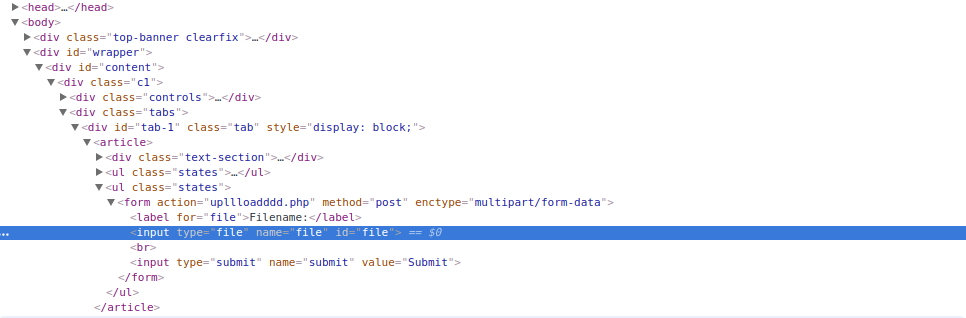 <head>…</head>
<body>
<div class="top-banner clearfix">…</div>
<div id="wrapper">
<div id="content">
<div class="c1">
<div class="controls">…</div>
<div class="tabs">
<div id="tab-1" class="tab" style="display: block;">
<article>
<div class="text-section">…</div>
<ul class="states">…</ul>
<ul class="states">
<form action="upllloadddd.php" method="post" enctype="multipart/form-data">
<label for="file">Filename:</label>
… <input type="file" name="file" id="file"> == $0
<br>
<input type="submit" name="submit" value="Submit">
</form>
</ul>
</article>